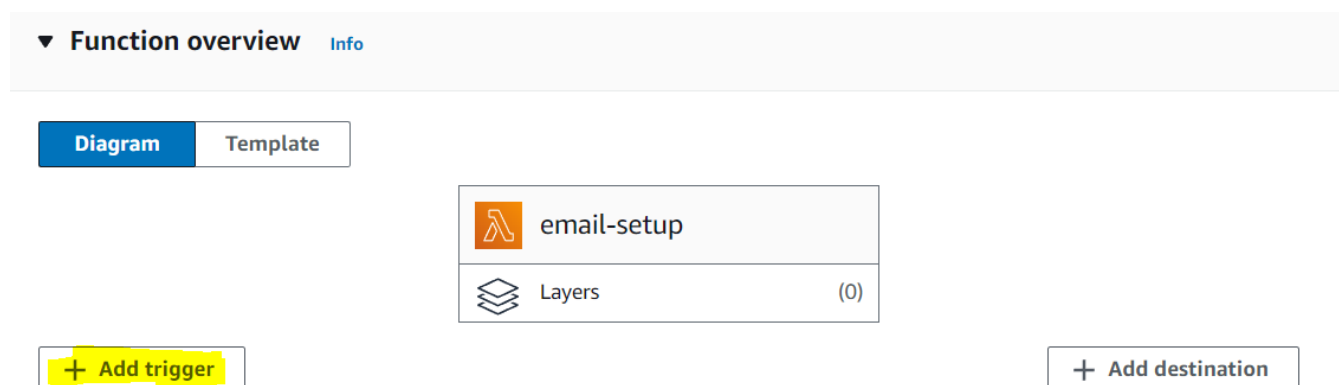 ▼ Function overview Info
Diagram Template
email-setup
Layers (0)
+ Add trigger + Add destination